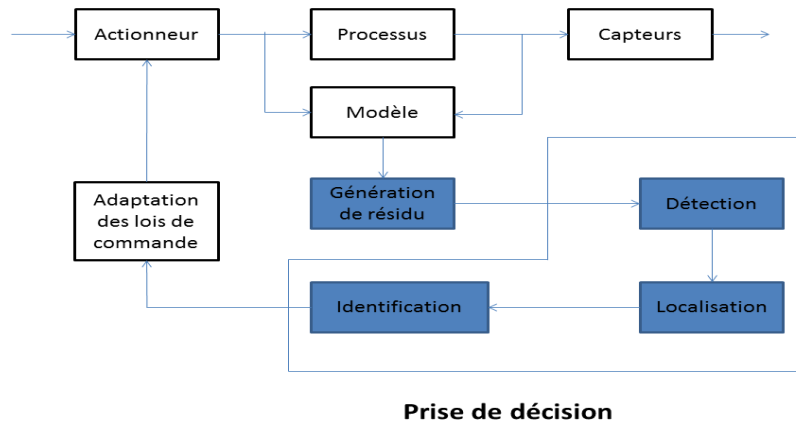 Actionneur
Processus
Capteurs
Modèle
Adaptation
des lois de
commande
Génération
de résidu
Détection
Identification
Localisation
Prise de décision